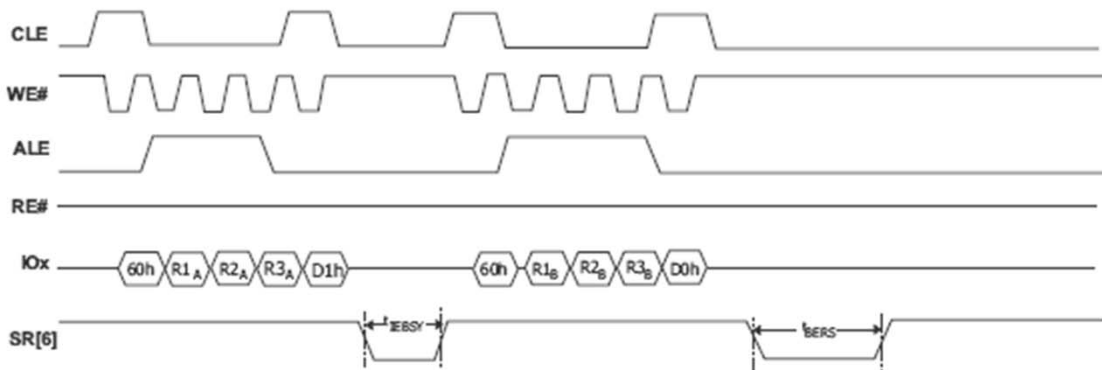 CLE
WE#
ALE
RE#
IOx 60h R1A R2A R3A D1h 60h R1B R2B R3B D0h
SR[6] tIEBSY tBERS